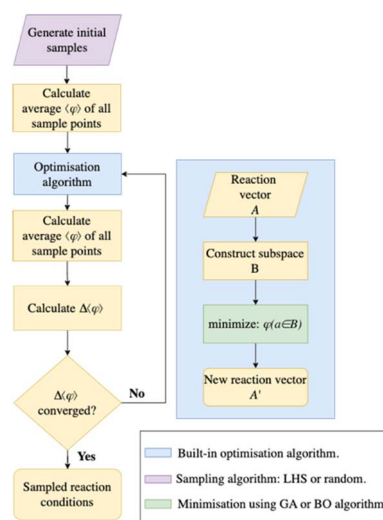 Generate initial
samples
Calculate
average ⟨φ⟩ of all
sample points
Optimisation
algorithm
Calculate
average ⟨φ⟩ of all
sample points
Calculate Δ⟨φ⟩
Δ⟨φ⟩
converged?
No
Yes
Sampled reaction
conditions
Reaction
vector
A
Construct subspace
B
minimize: φ(a∈B)
New reaction vector
A'
Built-in optimisation algorithm.
Sampling algorithm: LHS or random.
Minimisation using GA or BO algorithm